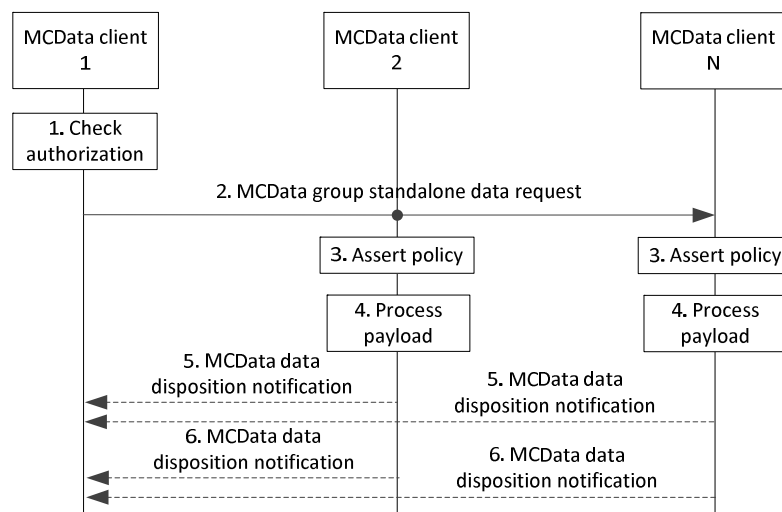 MCData client
1
MCData client
2
MCData client
N
1. Check
authorization
2. MCData group standalone data request
3. Assert policy
3. Assert policy
4. Process
payload
4. Process
payload
5. MCData data
disposition notification
5. MCData data
disposition notification
6. MCData data
disposition notification
6. MCData data
disposition notification